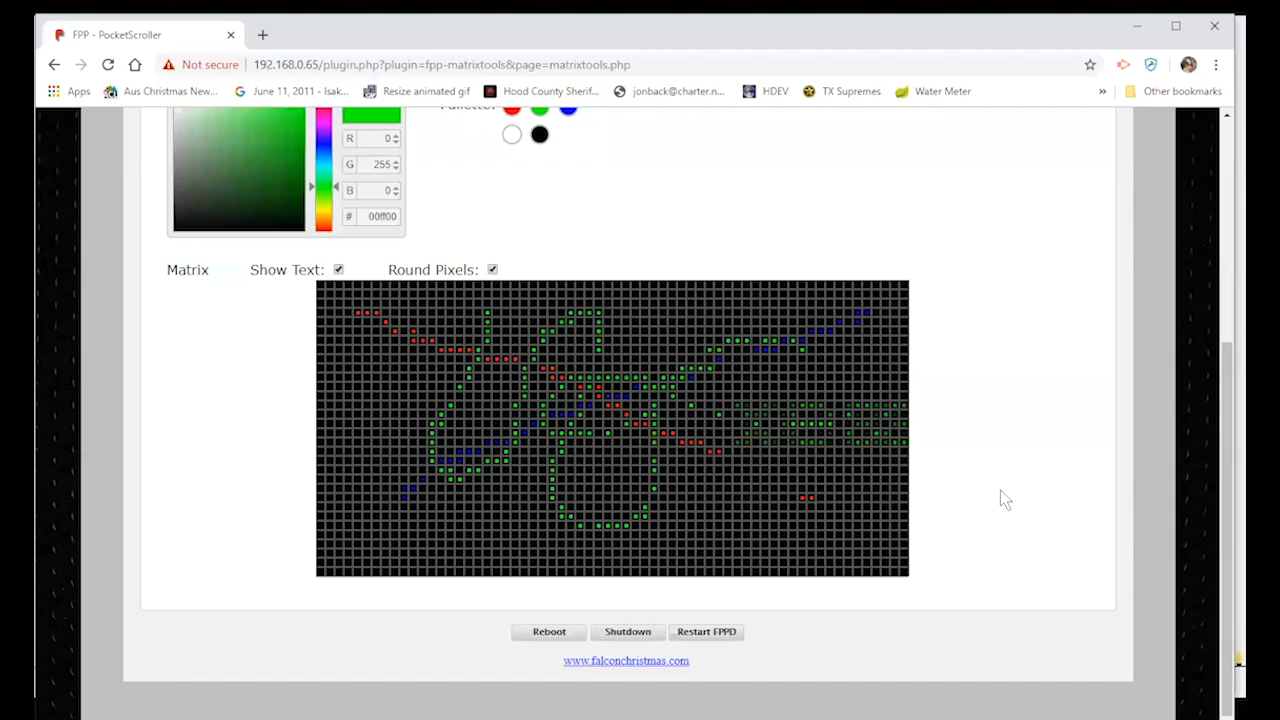 FPP - PocketScroller
Not secure 192.168.0.65/plugin.php?plugin=fpp-matrixtools&page=matrixtools.php
Apps Aus Christmas New... June 11, 2011 - Isak... Resize animated gif Hood County Sherif... jonback@charter.n... HDEV TX Supremes Water Meter » Other bookmarks
R 0
G 255
B 0
# 00ff00
Matrix Show Text: Round Pixels:
Reboot Shutdown Restart FPPD
www.falconchristmas.com